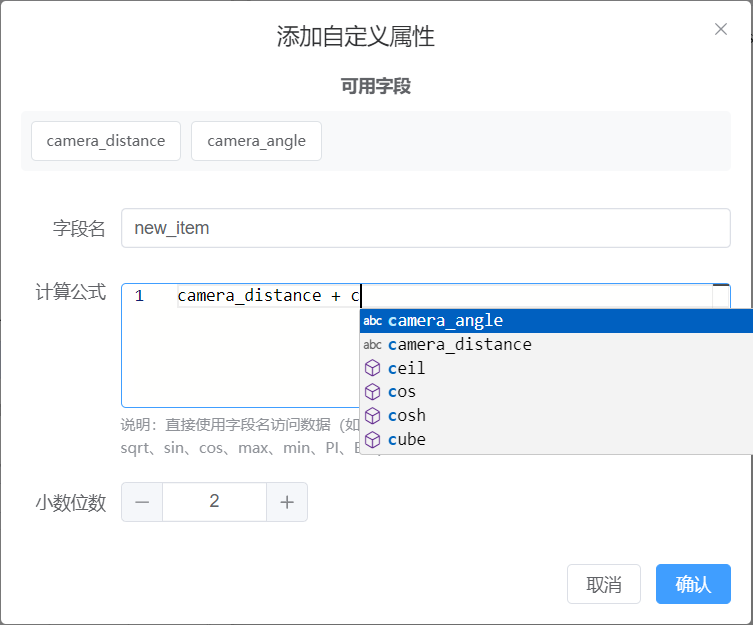 添加自定义属性
可用字段
camera_distance
camera_angle
字段名
new_item
计算公式
1 camera_distance + c
abc camera_angle
abc camera_distance
ceil
cos
cosh
cube
说明：直接使用字段名访问数据（如
sqrt、sin、cos、max、min、PI、E
小数位数
2
取消
确认